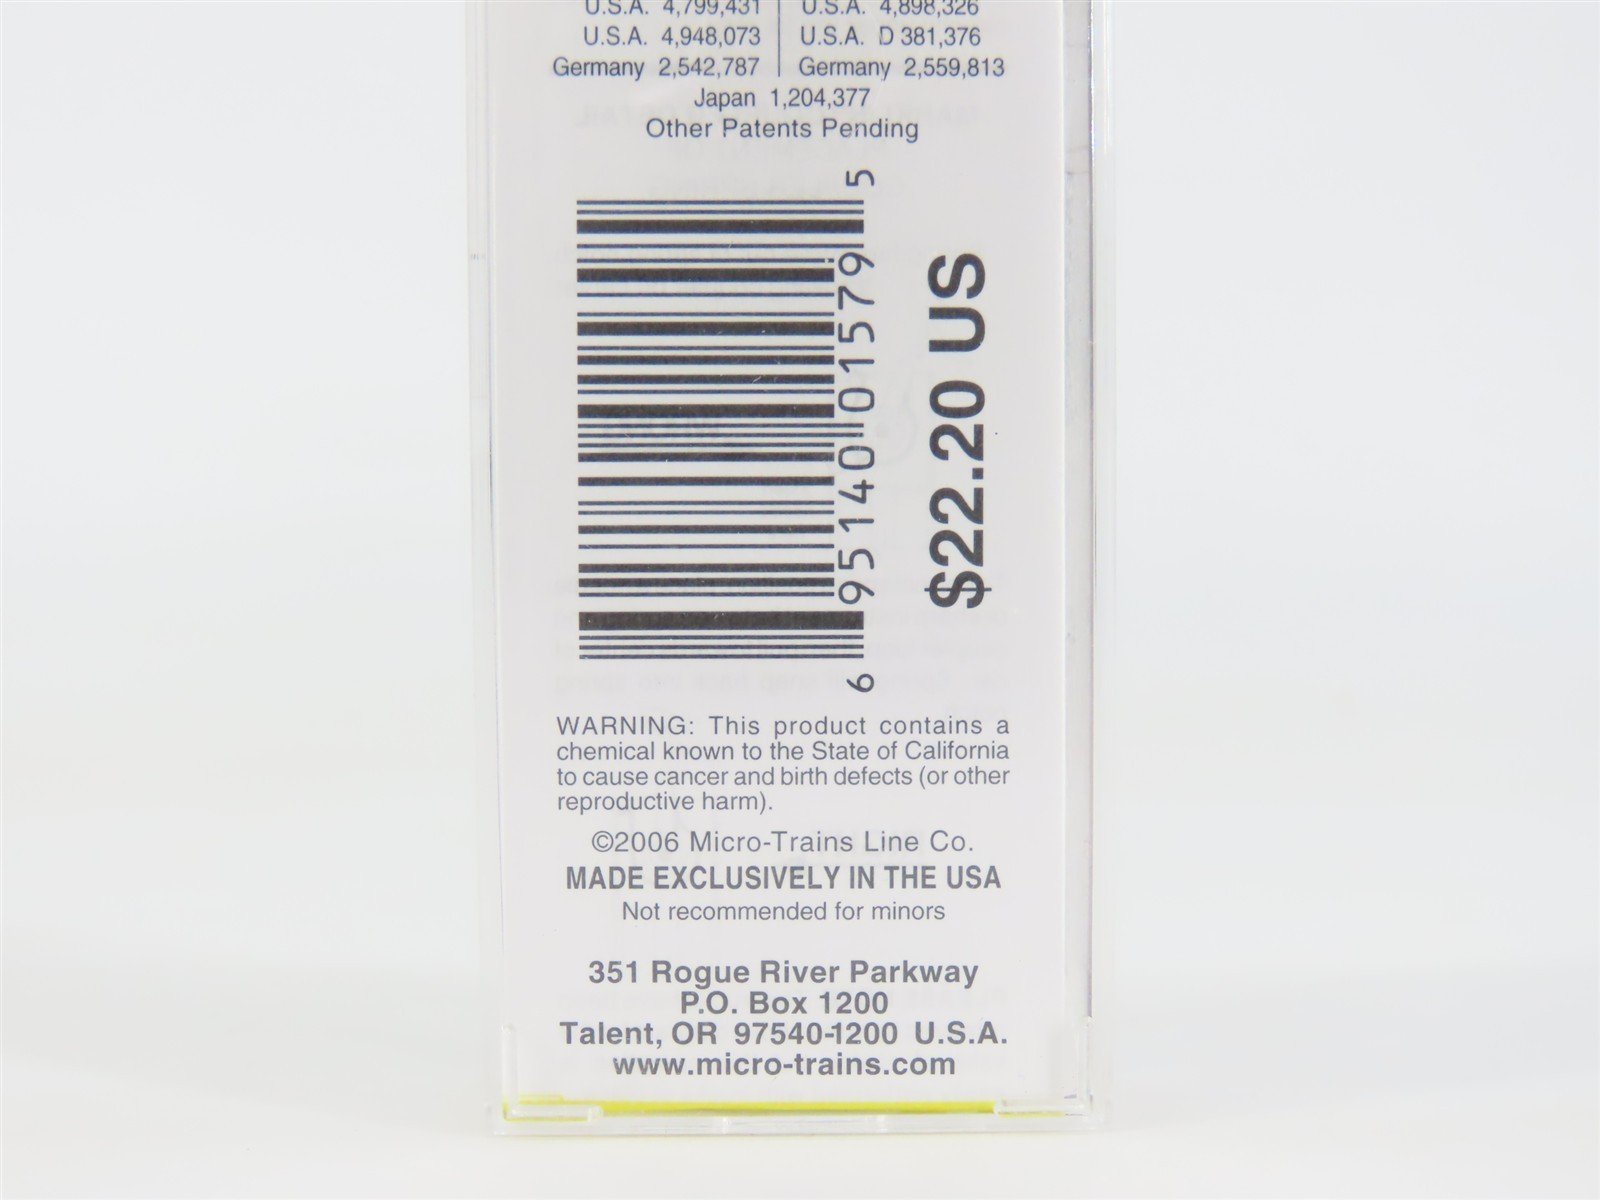 U.S.A. 4,799,431 U.S.A. 4,898,326
U.S.A. 4,948,073 U.S.A. D 381,376
Germany 2,542,787 Germany 2,559,813
Japan 1,204,377
Other Patents Pending
6 95140 01579 5
$22.20 US
WARNING: This product contains a
chemical known to the State of California
to cause cancer and birth defects (or other
reproductive harm).
©2006 Micro-Trains Line Co.
MADE EXCLUSIVELY IN THE USA
Not recommended for minors
351 Rogue River Parkway
P.O. Box 1200
Talent, OR 97540-1200 U.S.A.
www.micro-trains.com